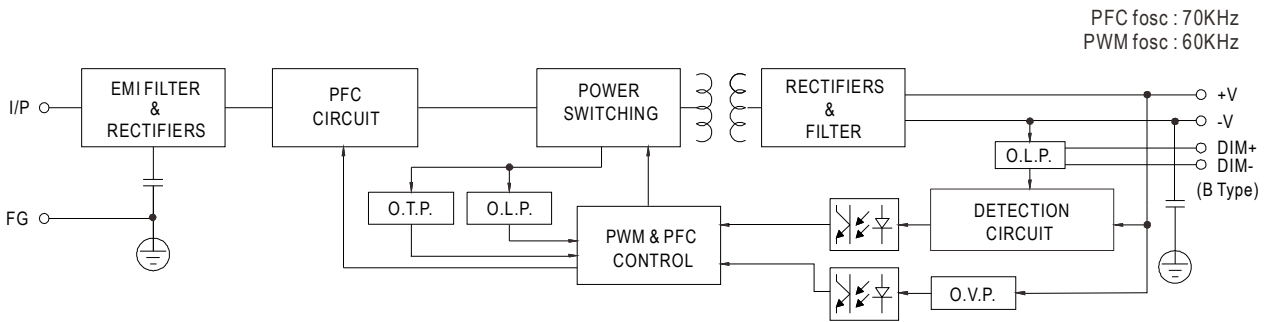 PFC fosc : 70KHz
PWM fosc : 60KHz
I/P
EMI FILTER
&
RECTIFIERS
PFC
CIRCUIT
POWER
SWITCHING
RECTIFIERS
&
FILTER
+V
-V
DIM+
DIM-
(B Type)
O.L.P.
FG
O.T.P.
O.L.P.
PWM & PFC
CONTROL
DETECTION
CIRCUIT
O.V.P.